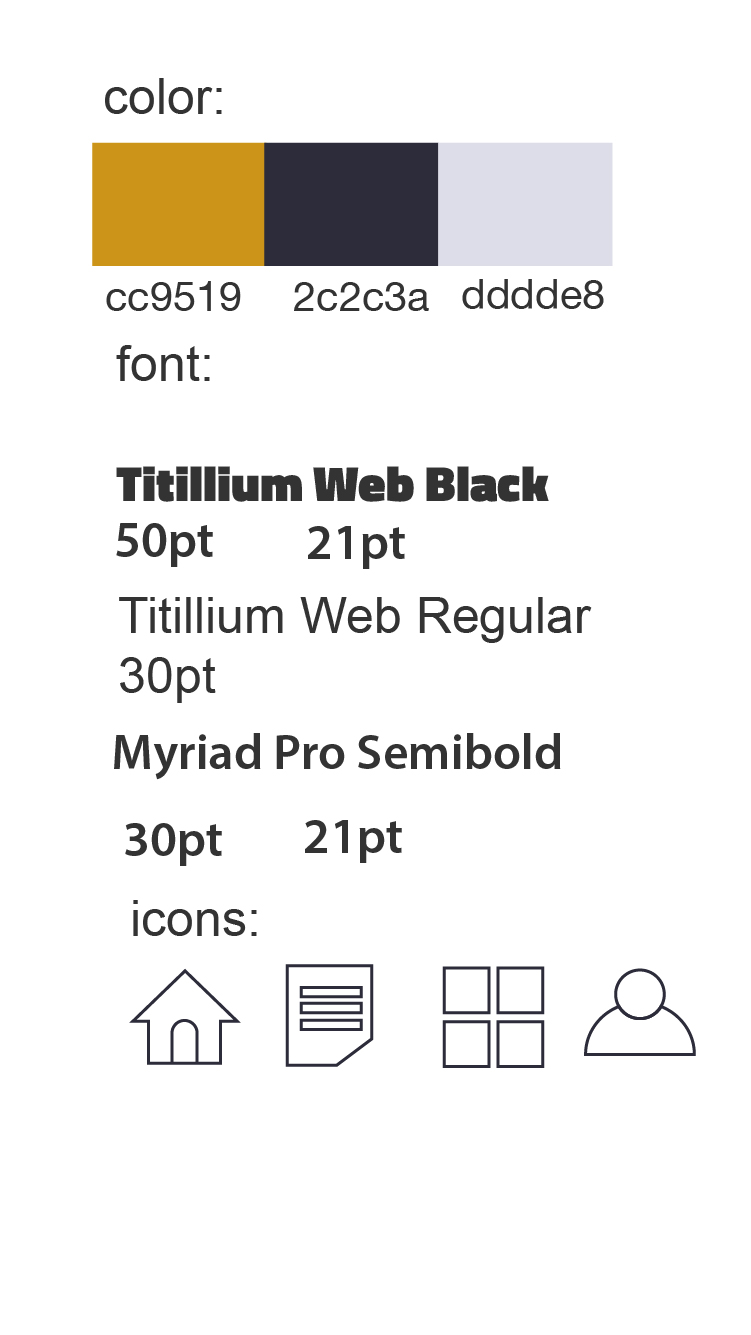 color:
cc9519 2c2c3a dddde8
font:
Titillium Web Black
50pt 21pt
Titillium Web Regular
30pt
Myriad Pro Semibold
30pt 21pt
icons: